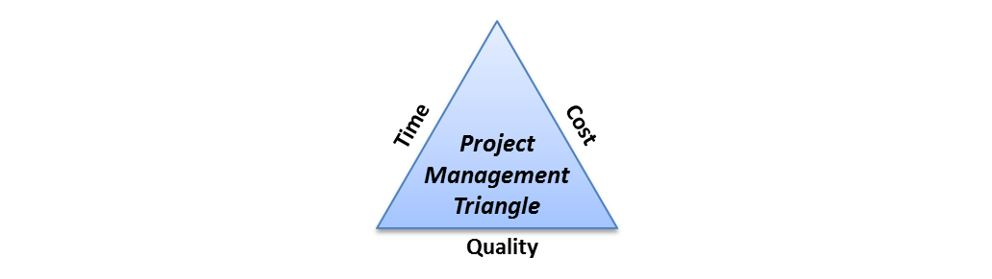 Time
Cost
Project
Management
Triangle
Quality